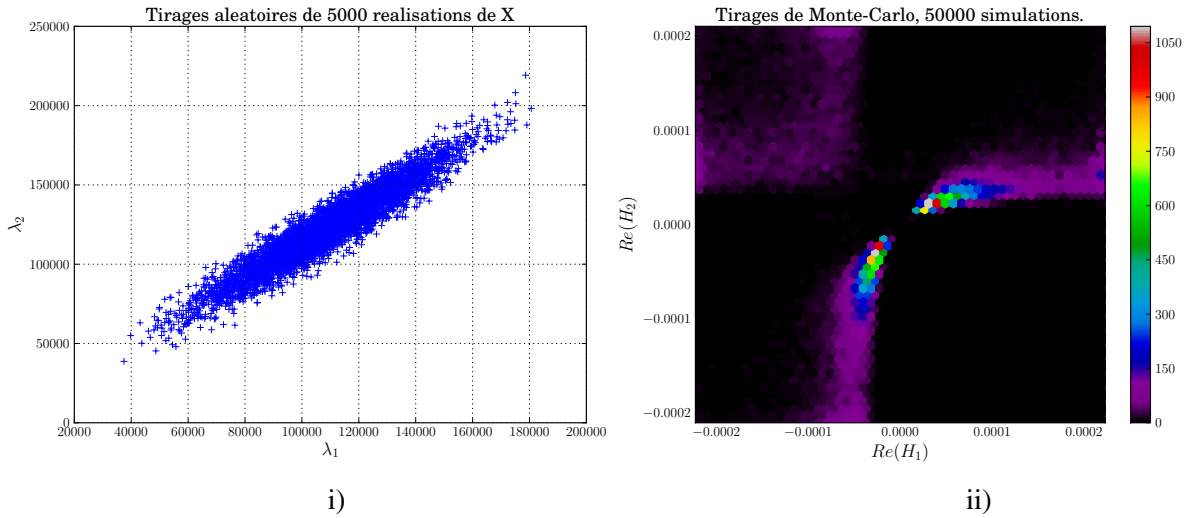 Tirages aleatoires de 5000 realisations de X
250000
200000
150000
100000
50000
0
λ2
20000 40000 60000 80000 100000 120000 140000 160000 180000 200000
λ1
i)
Tirages de Monte-Carlo, 50000 simulations.
0.0002
0.0001
0.0000
−0.0001
−0.0002
Re(H2)
−0.0002 −0.0001 0.0000 0.0001 0.0002
Re(H1)
1050
900
750
600
450
300
150
0
ii)